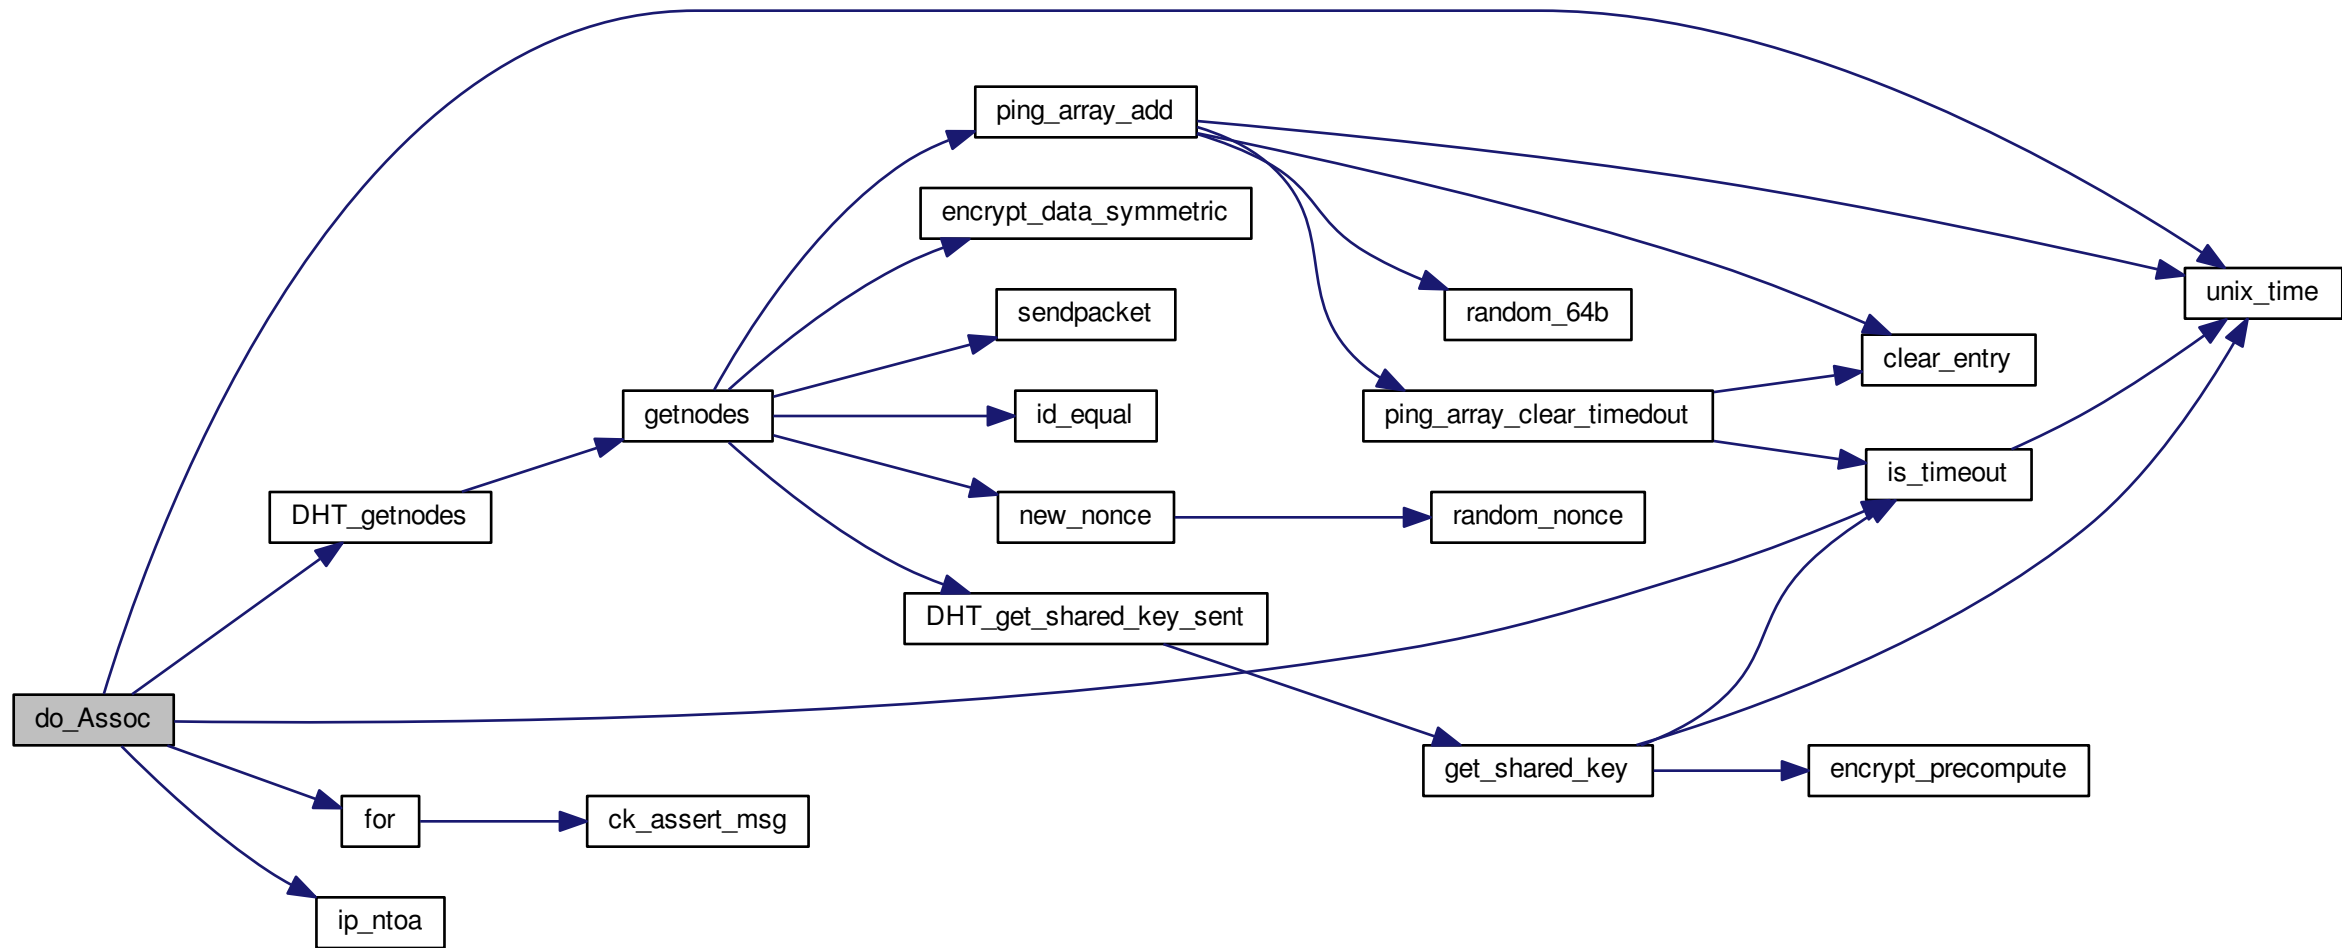 ping_array_add
encrypt_data_symmetric
unix_time
sendpacket
random_64b
clear_entry
getnodes
id_equal
ping_array_clear_timedout
is_timeout
DHT_getnodes
new_nonce
random_nonce
DHT_get_shared_key_sent
do_Assoc
get_shared_key
encrypt_precompute
for
ck_assert_msg
ip_ntoa